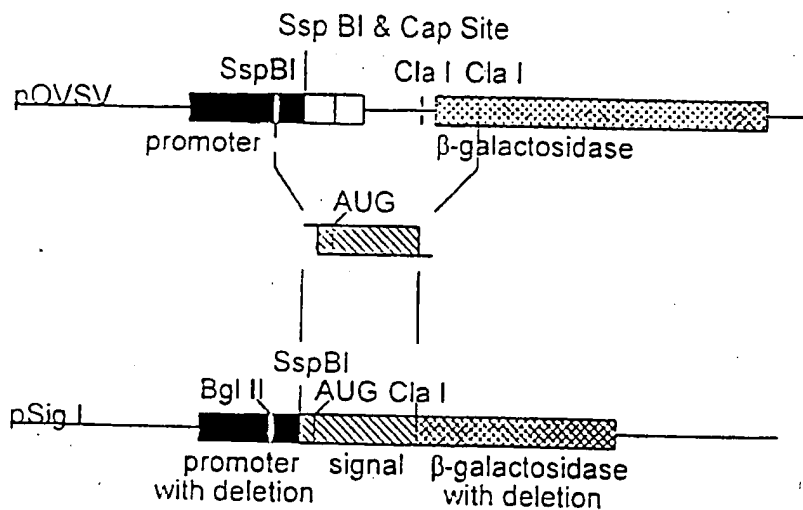 Ssp BI & Cap Site
SspBI
Cla I Cla I
pOVSV
promoter
β-galactosidase
AUG
SspBI
Bgl II
AUG Cla I
pSig I
promoter
with deletion
signal
β-galactosidase
with deletion